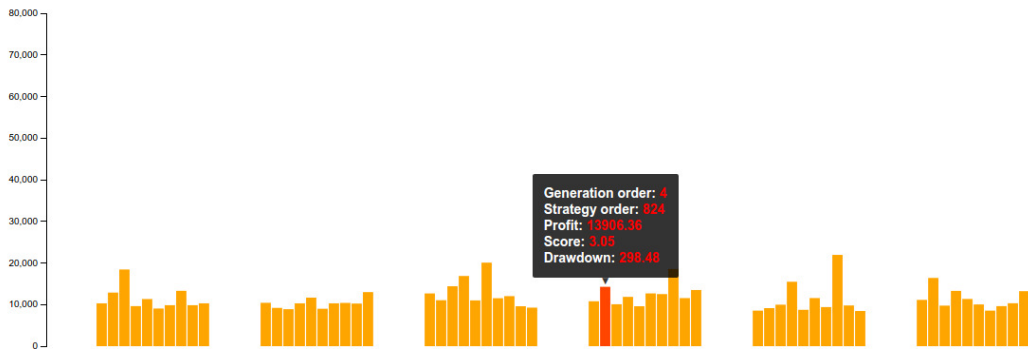 80,000
70,000
60,000
50,000
40,000
30,000
20,000
10,000
0
Generation order: 4
Strategy order: 824
Profit: 13906.36
Score: 3.05
Drawdown: 298.48